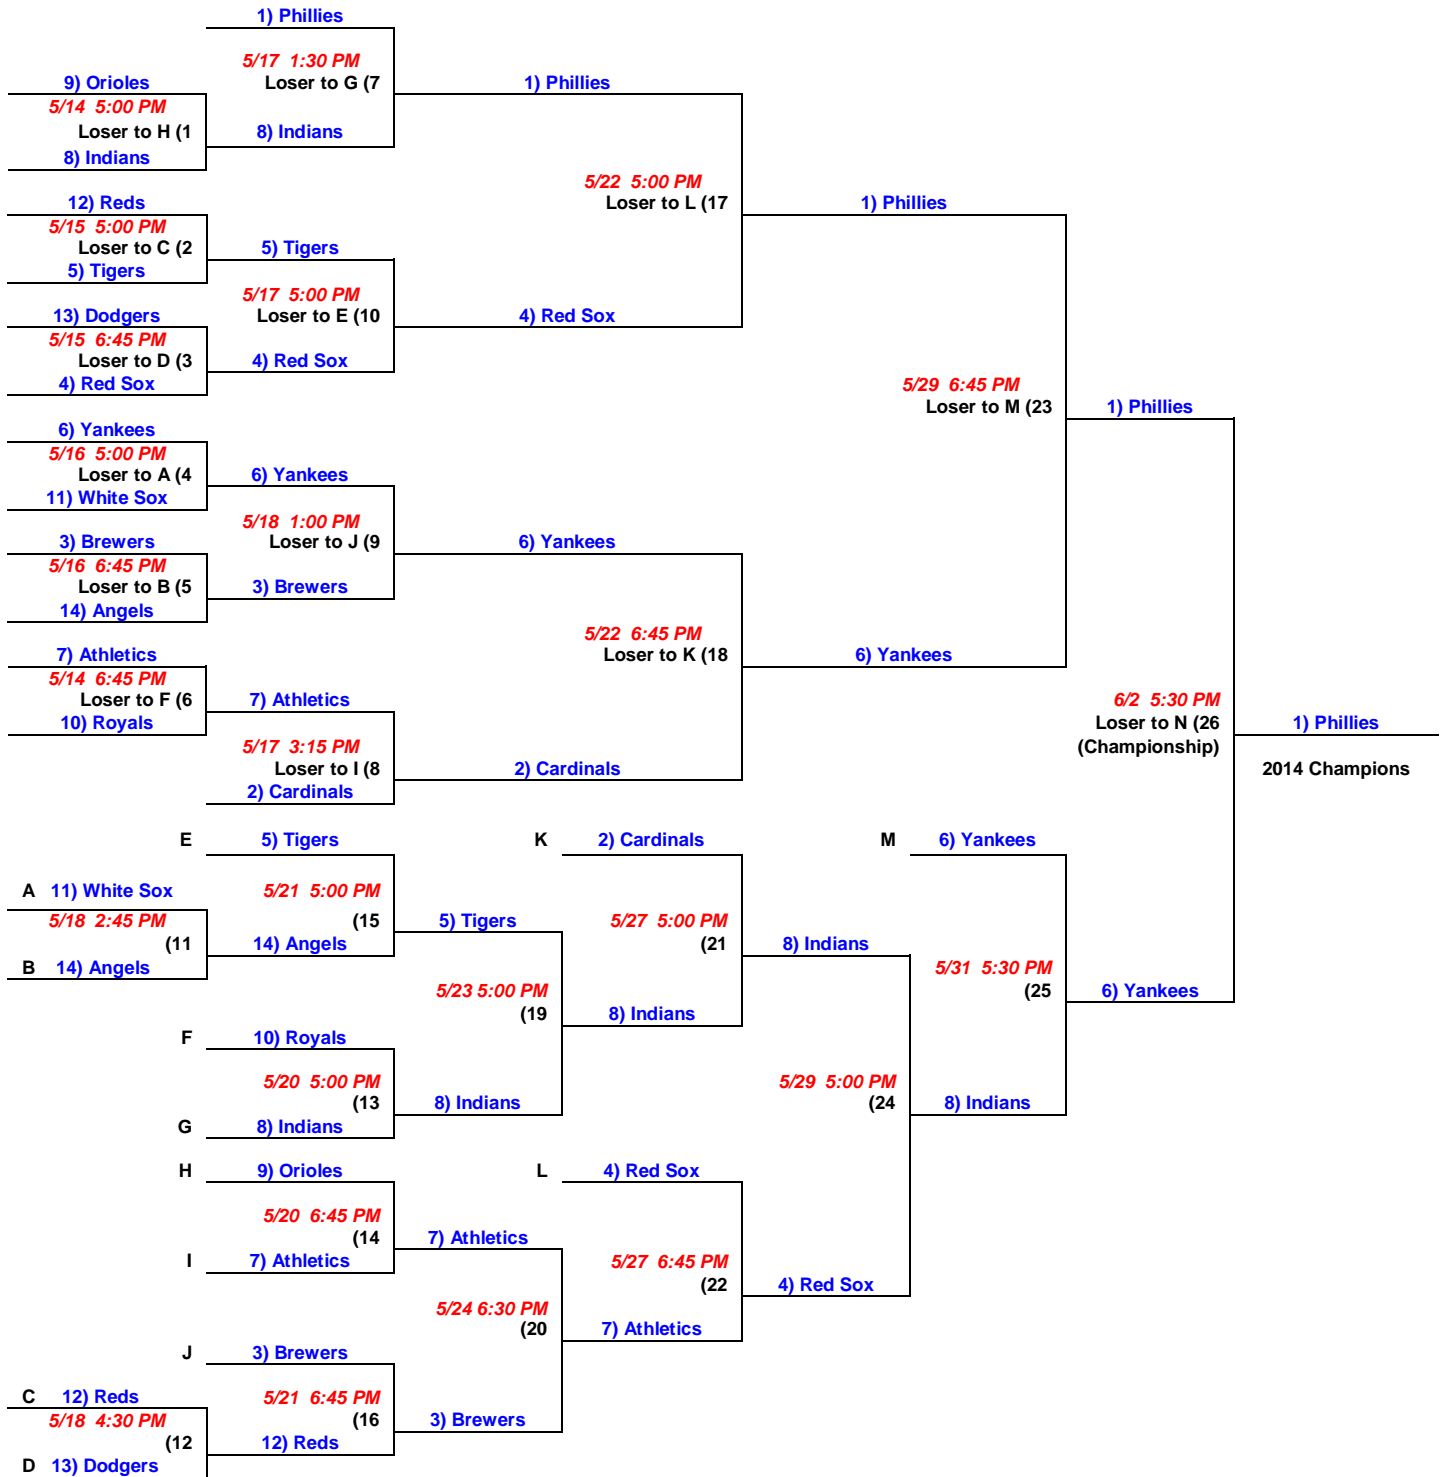 1) Phillies
5/17  1:30 PM
Loser to G (7
9) Orioles
5/14  5:00 PM
Loser to H (1
8) Indians
8) Indians
1) Phillies
12) Reds
5/15  5:00 PM
Loser to C (2
5) Tigers
5) Tigers
5/17  5:00 PM
Loser to E (10
13) Dodgers
5/15  6:45 PM
Loser to D (3
4) Red Sox
4) Red Sox
4) Red Sox
5/22  5:00 PM
Loser to L (17
1) Phillies
6) Yankees
5/16  5:00 PM
Loser to A (4
11) White Sox
6) Yankees
5/18  1:00 PM
Loser to J (9
3) Brewers
5/16  6:45 PM
Loser to B (5
14) Angels
3) Brewers
6) Yankees
7) Athletics
5/14  6:45 PM
Loser to F (6
10) Royals
7) Athletics
5/17  3:15 PM
Loser to I (8
2) Cardinals
2) Cardinals
5/22  6:45 PM
Loser to K (18
6) Yankees
5/29  6:45 PM
Loser to M (23
1) Phillies
6/2  5:30 PM
Loser to N (26
(Championship)
1) Phillies
2014 Champions
E 5) Tigers
A 11) White Sox
5/18  2:45 PM
(11
B 14) Angels
5/21  5:00 PM
(15
14) Angels
5) Tigers
F 10) Royals
5/20  5:00 PM
(13
G 8) Indians
8) Indians
5/23 5:00 PM
(19
K 2) Cardinals
5/27  5:00 PM
(21
8) Indians
8) Indians
H 9) Orioles
5/20  6:45 PM
(14
I 7) Athletics
7) Athletics
J 3) Brewers
C 12) Reds
5/18  4:30 PM
(12
D 13) Dodgers
5/21  6:45 PM
(16
12) Reds
3) Brewers
5/24 6:30 PM
(20
L 4) Red Sox
5/27  6:45 PM
(22
7) Athletics
4) Red Sox
5/29  5:00 PM
(24
8) Indians
M 6) Yankees
5/31  5:30 PM
(25
6) Yankees